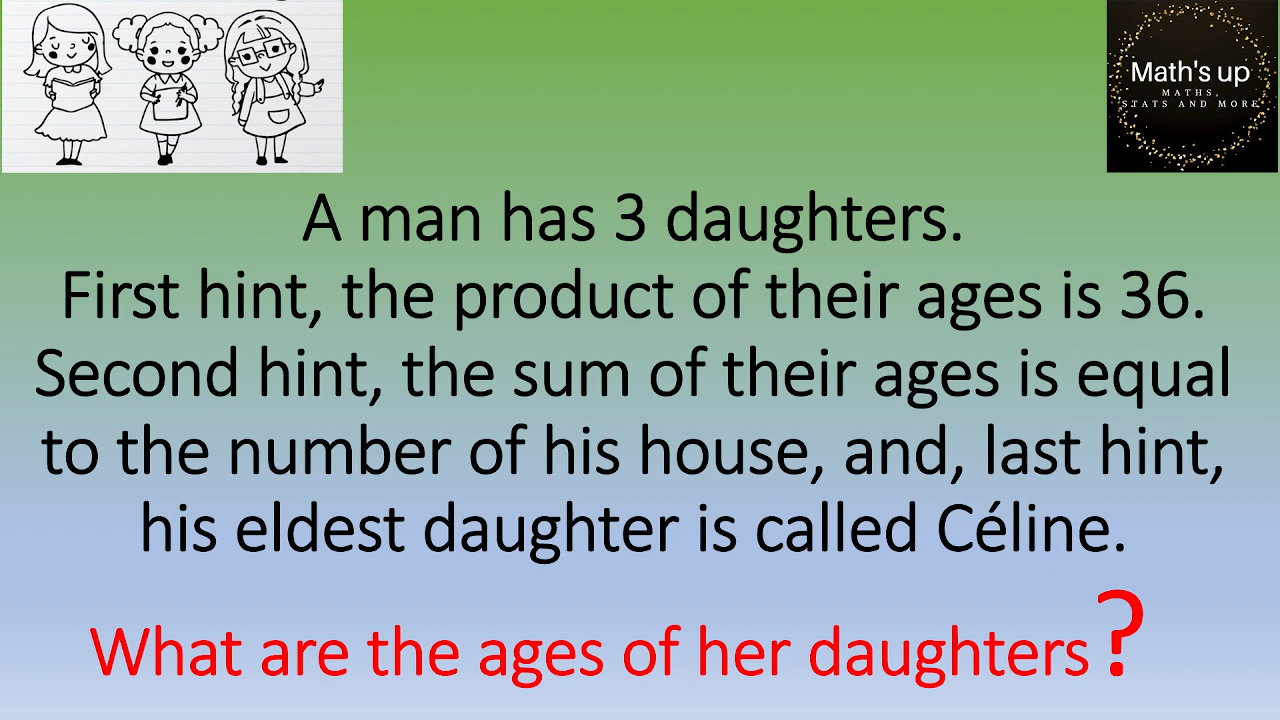 Math's up
MATHS,
STATS AND MORE
A man has 3 daughters.
First hint, the product of their ages is 36.
Second hint, the sum of their ages is equal
to the number of his house, and, last hint,
his eldest daughter is called Céline.
What are the ages of her daughters?